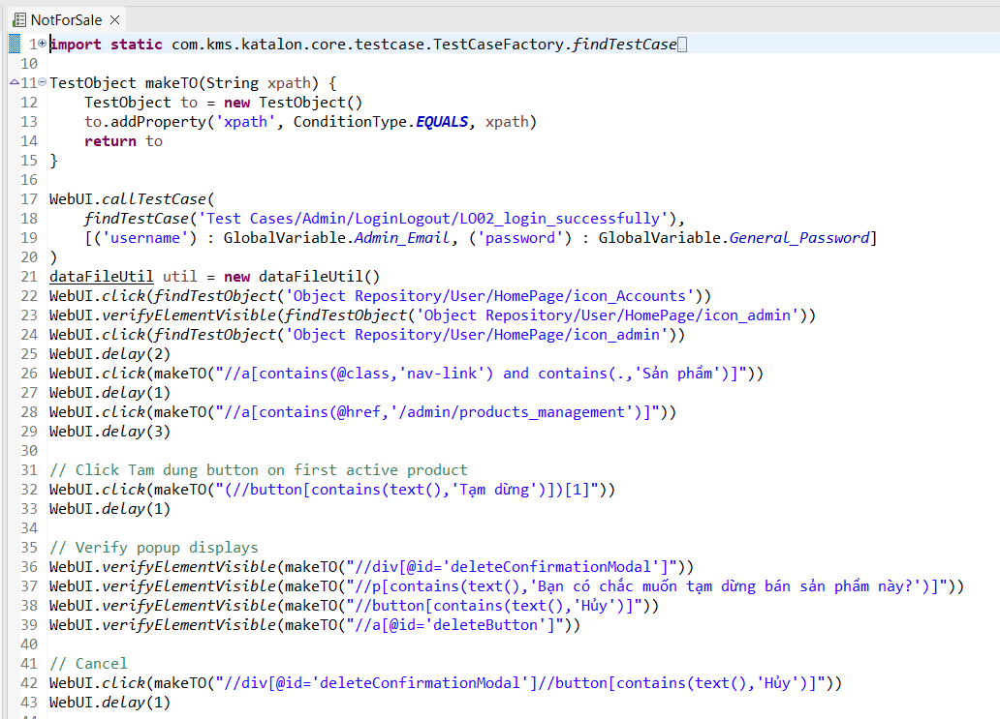 NotForSale
1 import static com.kms.katalon.core.testcase.TestCaseFactory.findTestCase
10
11 TestObject makeTO(String xpath) {
12 TestObject to = new TestObject()
13 to.addProperty('xpath', ConditionType.EQUALS, xpath)
14 return to
15 }
16
17 WebUI.callTestCase(
18 findTestCase('Test Cases/Admin/LoginLogout/LO02_login_successfully'),
19 [('username') : GlobalVariable.Admin_Email, ('password') : GlobalVariable.General_Password]
20 )
21 dataFileUtil util = new dataFileUtil()
22 WebUI.click(findTestObject('Object Repository/User/HomePage/icon_Accounts'))
23 WebUI.verifyElementVisible(findTestObject('Object Repository/User/HomePage/icon_admin'))
24 WebUI.click(findTestObject('Object Repository/User/HomePage/icon_admin'))
25 WebUI.delay(2)
26 WebUI.click(makeTO("//a[contains(@class,'nav-link') and contains(.,'Sản phẩm')]"))
27 WebUI.delay(1)
28 WebUI.click(makeTO("//a[contains(@href,'/admin/products_management')]"))
29 WebUI.delay(3)
30
31 // Click Tam dung button on first active product
32 WebUI.click(makeTO("(//button[contains(text(),'Tạm dừng')])[1]"))
33 WebUI.delay(1)
34
35 // Verify popup displays
36 WebUI.verifyElementVisible(makeTO("//div[@id='deleteConfirmationModal']"))
37 WebUI.verifyElementVisible(makeTO("//p[contains(text(),'Bạn có chắc muốn tạm dừng bán sản phẩm này?')]"))
38 WebUI.verifyElementVisible(makeTO("//button[contains(text(),'Hủy')]"))
39 WebUI.verifyElementVisible(makeTO("//a[@id='deleteButton']"))
40
41 // Cancel
42 WebUI.click(makeTO("//div[@id='deleteConfirmationModal']//button[contains(text(),'Hủy')]"))
43 WebUI.delay(1)